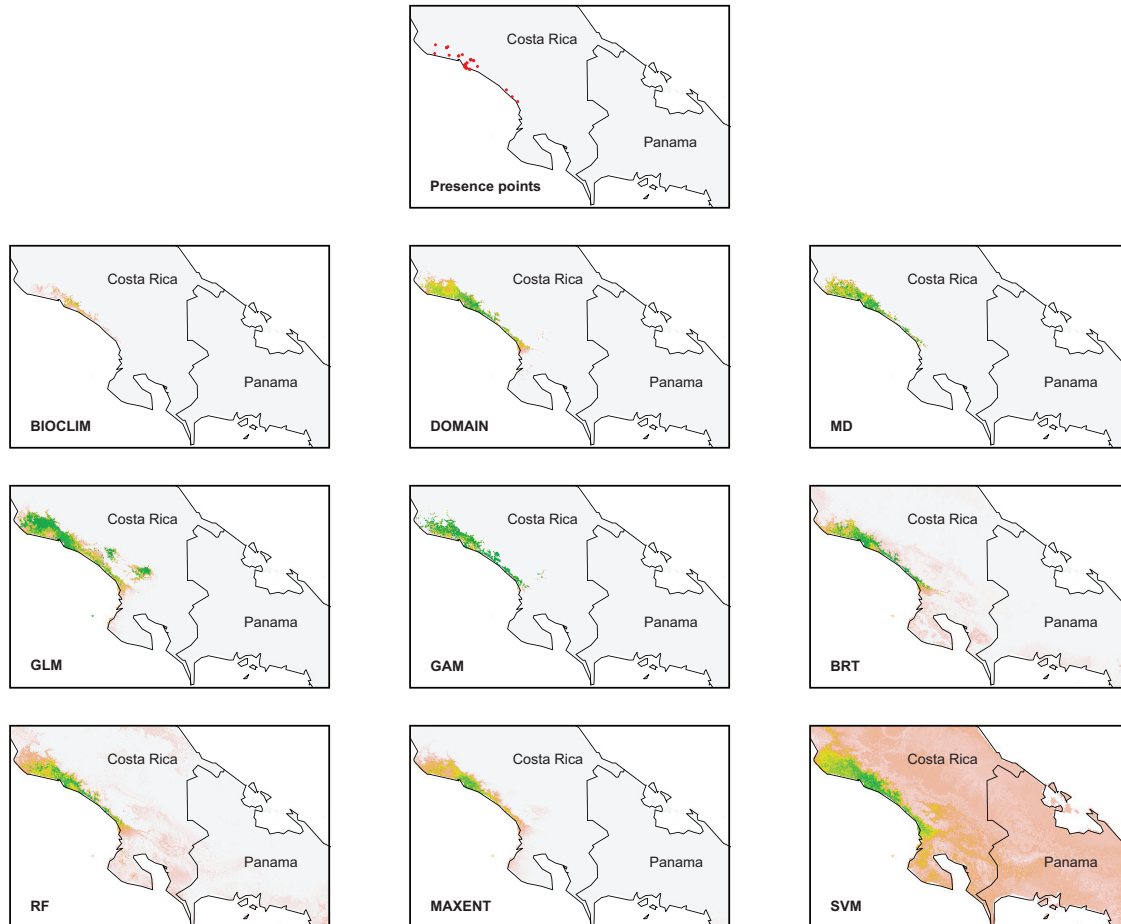 Costa Rica
Panama
Presence points
Costa Rica
Panama
BIOCLIM
Costa Rica
Panama
DOMAIN
Costa Rica
Panama
MD
Costa Rica
Panama
GLM
Costa Rica
Panama
GAM
Costa Rica
Panama
BRT
Costa Rica
Panama
RF
Costa Rica
Panama
MAXENT
Costa Rica
Panama
SVM